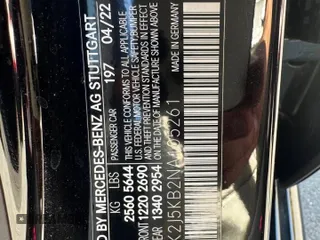 D BY MERCEDES-BENZ AG STUTTGART
PASSENGER CAR 197 04/22
KG LBS
2560 5644
FRONT 1220 2690
REAR 1340 2954
THIS VEHICLE CONFORMS TO ALL APPLICABLE
U.S. FEDERAL MOTOR VEHICLE SAFETY, BUMPER
AND THEFT PREVENTION STANDARDS IN EFFECT
ON THE DATE OF MANUFACTURE SHOWN ABOVE
MADE IN GERMANY